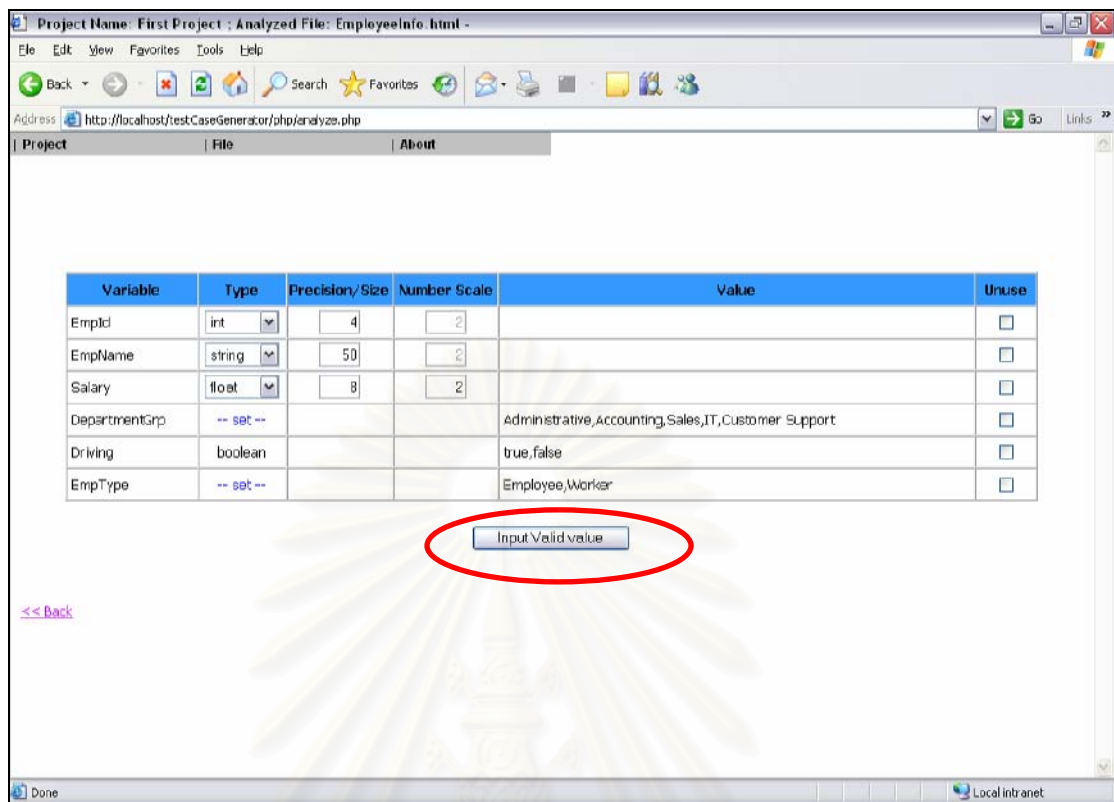 Project Name: First Project ; Analyzed File: EmployeeInfo.html -
File Edit View Favorites Tools Help
Back Search Favorites
Address http://localhost/testCaseGenerator/php/analyze.php Go Links »
| Project | File | About
Variable Type Precision/Size Number Scale Value Unuse
EmpId int 4 2
EmpName string 50 2
Salary float 8 2
DepartmentGrp -- set -- Administrative,Accounting,Sales,IT,Customer Support
Driving boolean true,false
EmpType -- set -- Employee,Worker
Input Valid value
<< Back
Done Local intranet